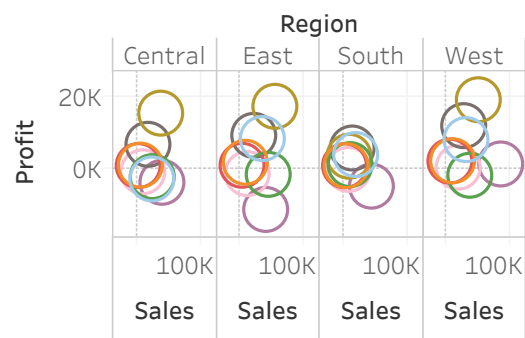 Region
Central East South West
20K
0K
Profit
100K 100K 100K 100K
Sales Sales Sales Sales